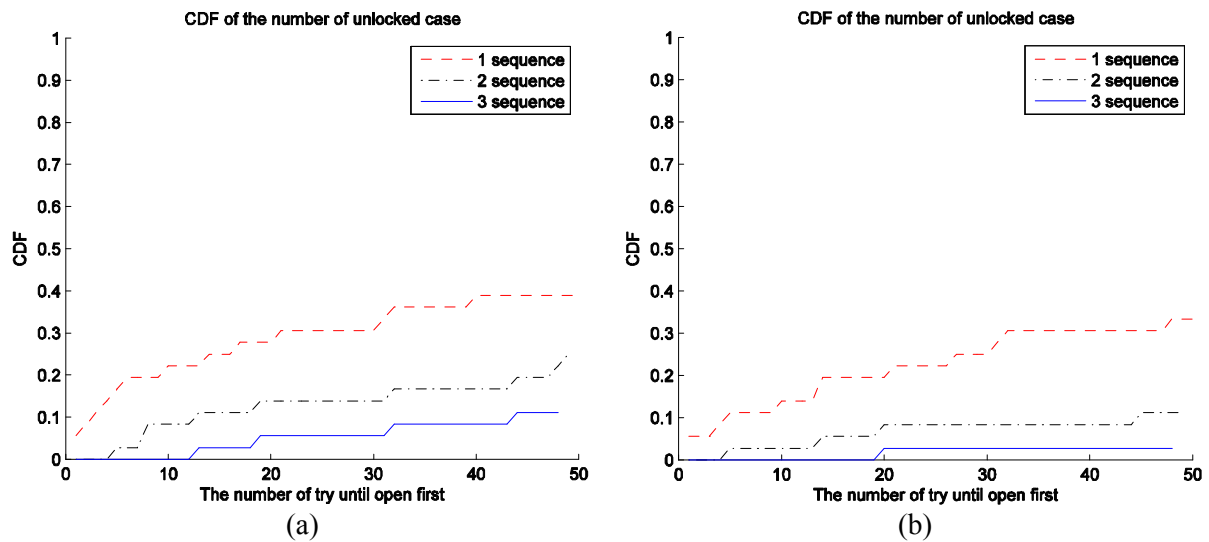 CDF of the number of unlocked case
1 sequence
2 sequence
3 sequence
1
0.9
0.8
0.7
0.6
0.5
0.4
0.3
0.2
0.1
0
CDF
0 10 20 30 40 50
The number of try until open first
(a)
CDF of the number of unlocked case
1 sequence
2 sequence
3 sequence
1
0.9
0.8
0.7
0.6
0.5
0.4
0.3
0.2
0.1
0
CDF
0 10 20 30 40 50
The number of try until open first
(b)